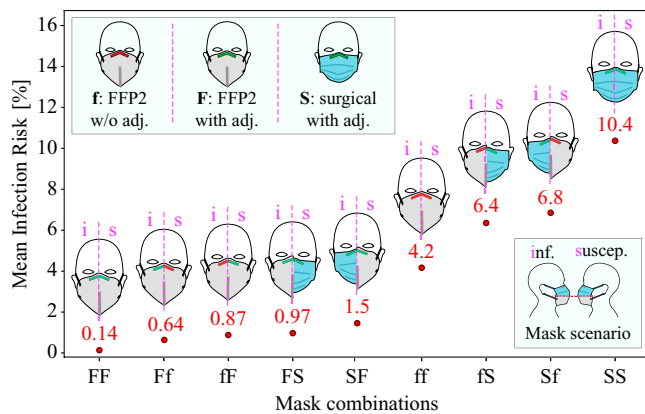 16
14
12
10
8
6
4
2
0
Mean Infection Risk [%]
f: FFP2
w/o adj.
F: FFP2
with adj.
S: surgical
with adj.
i s
0.14
i s
0.64
i s
0.87
i s
0.97
i s
1.5
i s
4.2
i s
6.4
i s
6.8
i s
10.4
inf. suscep.
Mask scenario
FF Ff fF FS SF ff fS Sf SS
Mask combinations